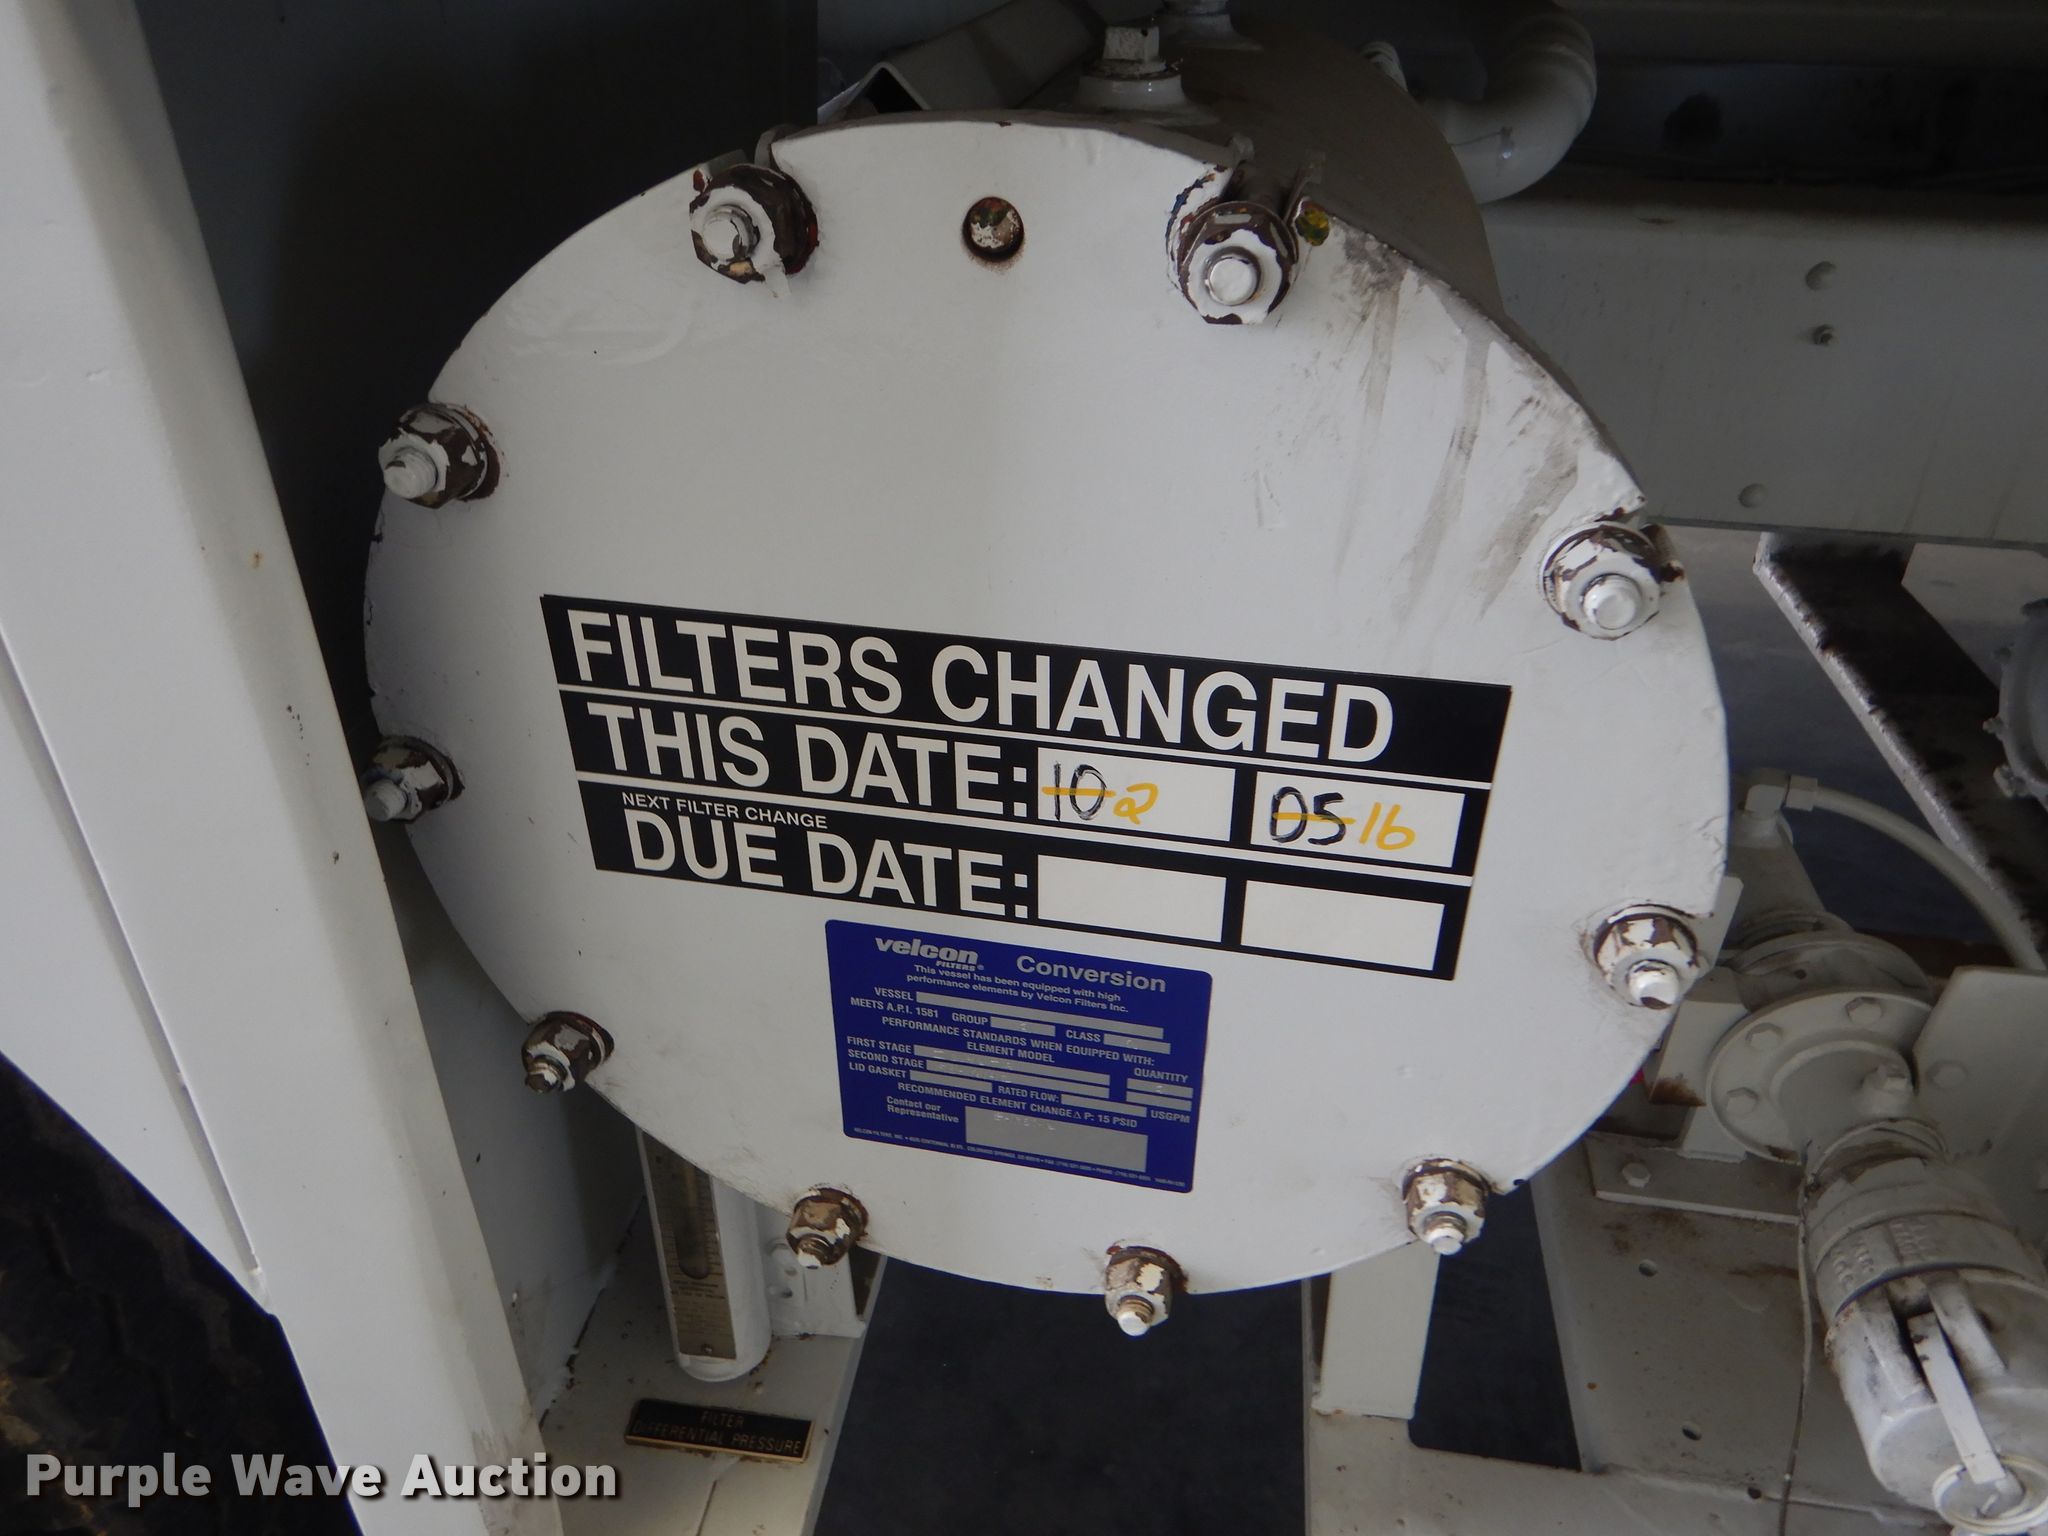 FILTERS CHANGED
THIS DATE: 10 2 05 16
NEXT FILTER CHANGE
DUE DATE:
velcon FILTERS® Conversion
This vessel has been equipped with high
performance elements by Velcon Filters Inc.
VESSEL
MEETS A.P.I. 1581 GROUP CLASS
PERFORMANCE STANDARDS WHEN EQUIPPED WITH:
ELEMENT MODEL QUANTITY
FIRST STAGE
SECOND STAGE
LID GASKET RATED FLOW: USGPM
RECOMMENDED ELEMENT CHANGE Δ P: 15 PSID
Contact our
Representative
FILTER
DIFFERENTIAL PRESSURE
Purple Wave Auction